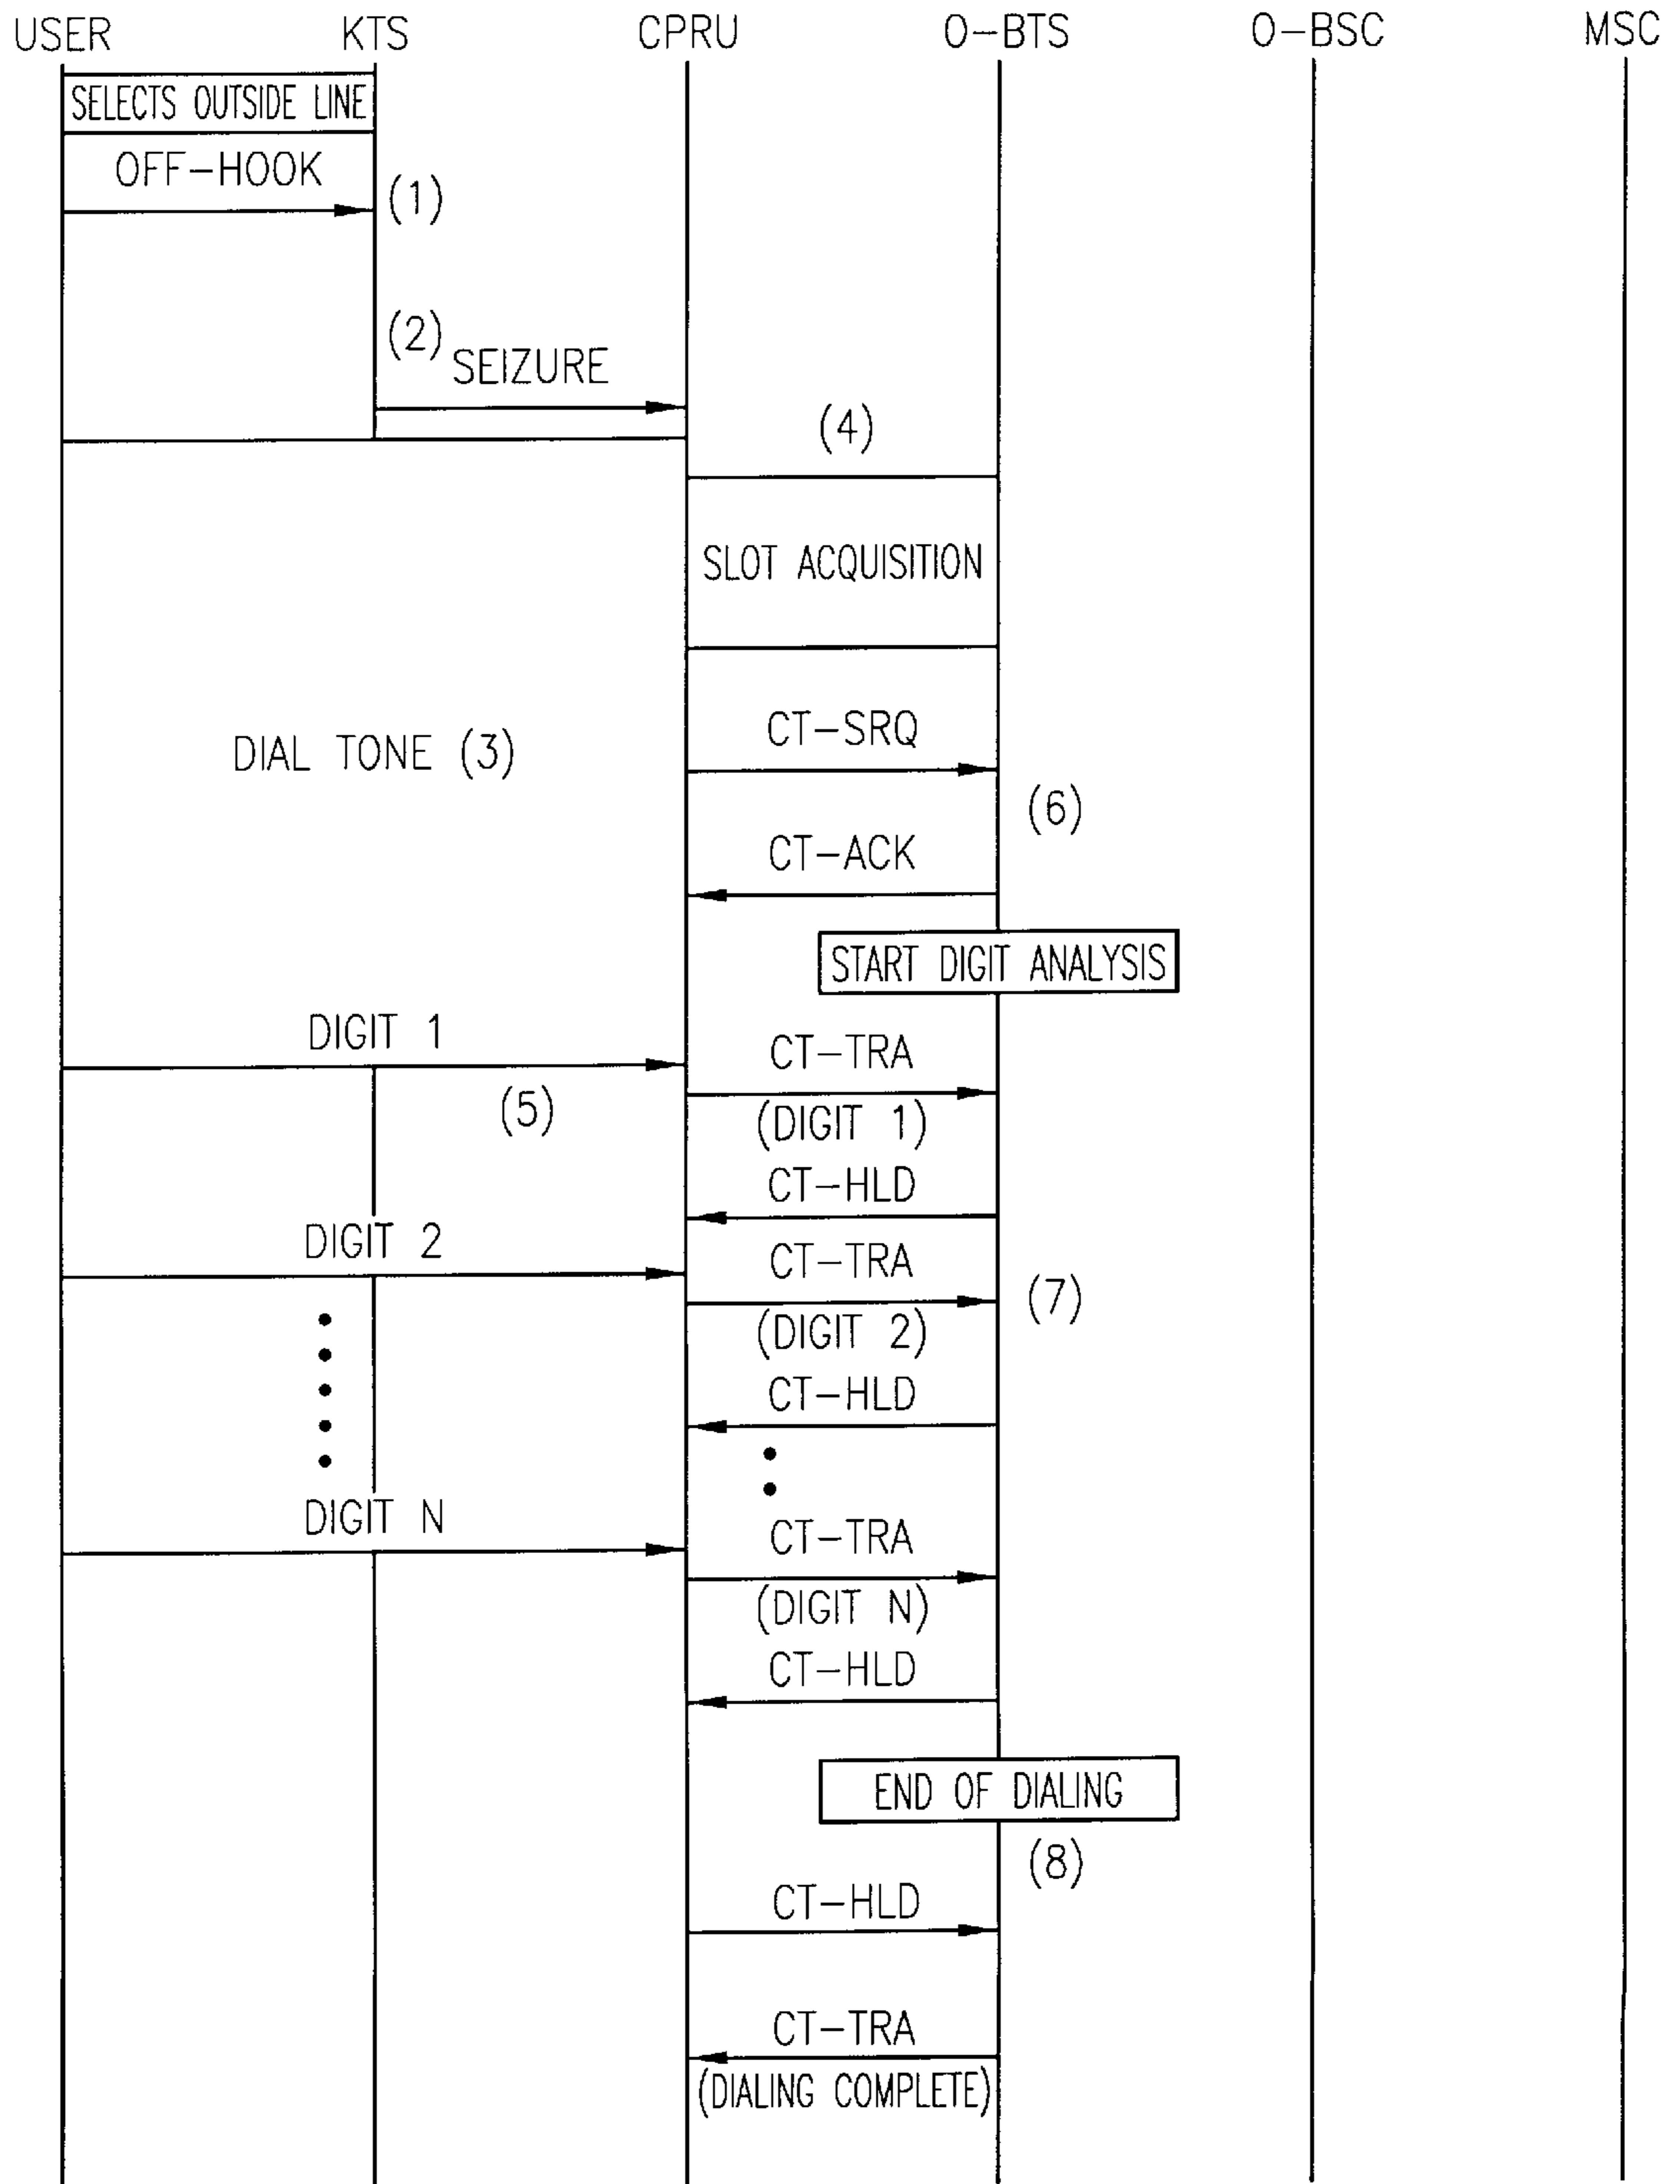 USER KTS CPRU O-BTS O-BSC MSC
SELECTS OUTSIDE LINE
OFF-HOOK
(1)
(2)
SEIZURE
(4)
SLOT ACQUISITION
CT-SRQ
DIAL TONE (3)
(6)
CT-ACK
START DIGIT ANALYSIS
DIGIT 1
CT-TRA
(5)
(DIGIT 1)
CT-HLD
DIGIT 2
CT-TRA
(7)
(DIGIT 2)
CT-HLD
DIGIT N
CT-TRA
(DIGIT N)
CT-HLD
END OF DIALING
(8)
CT-HLD
CT-TRA
(DIALING COMPLETE)